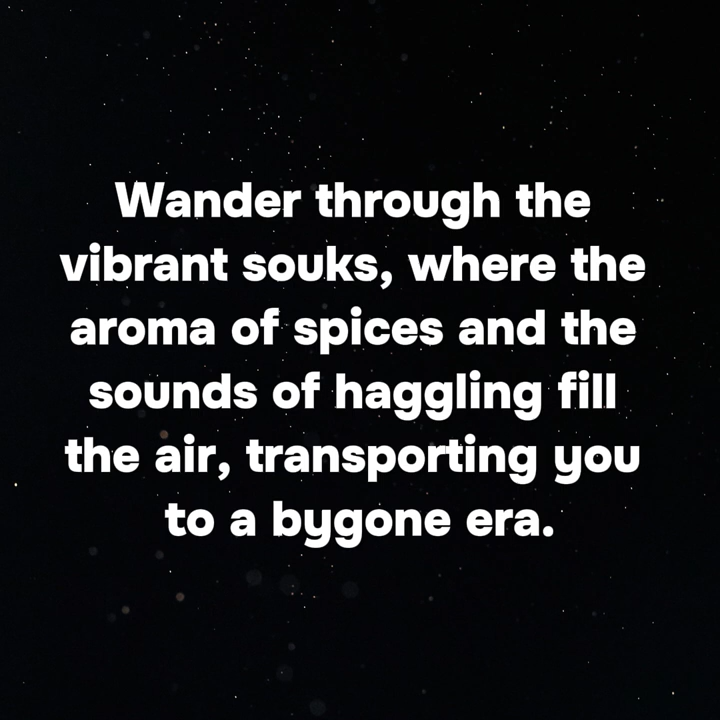 Wander through the
vibrant souks, where the
aroma of spices and the
sounds of haggling fill
the air, transporting you
to a bygone era.